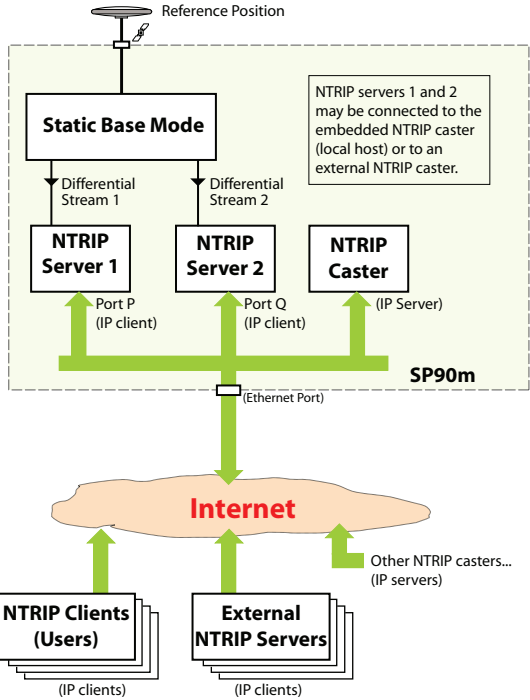 Reference Position
Static Base Mode
NTRIP servers 1 and 2
may be connected to the
embedded NTRIP caster
(local host) or to an
external NTRIP caster.
Differential
Stream 1
Differential
Stream 2
NTRIP
Server 1
NTRIP
Server 2
NTRIP
Caster
Port P
(IP client)
Port Q
(IP client)
(IP Server)
SP90m
(Ethernet Port)
Internet
Other NTRIP casters...
(IP servers)
NTRIP Clients
(Users)
External
NTRIP Servers
(IP clients)
(IP clients)